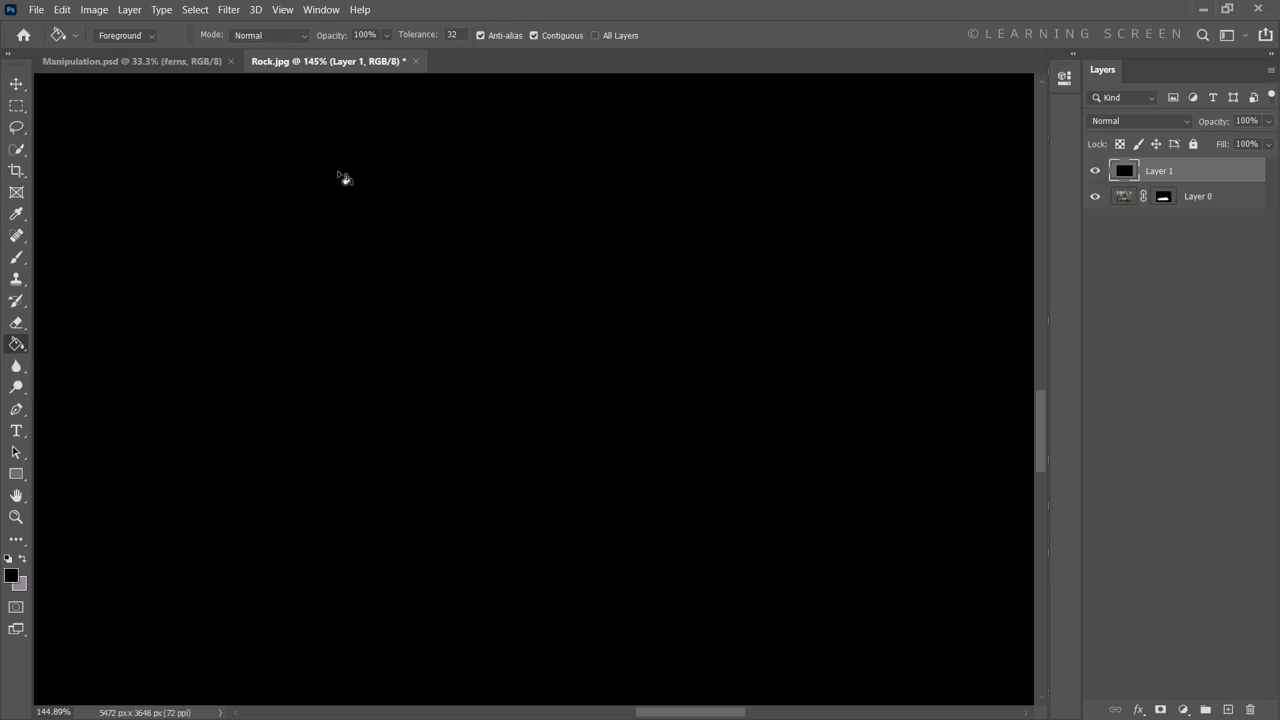 Ps File Edit Image Layer Type Select Filter 3D View Window Help
Foreground Mode: Normal Opacity: 100% Tolerance: 32 Anti-alias Contiguous All Layers © LEARNING SCREEN
Manipulation.psd @ 33.3% (ferns, RGB/8) × Rock.jpg @ 145% (Layer 1, RGB/8) * ×
Layers
Kind
Normal Opacity: 100%
Lock: Fill: 100%
Layer 1
Layer 0
144.89% 5472 px x 3648 px (72 ppi)